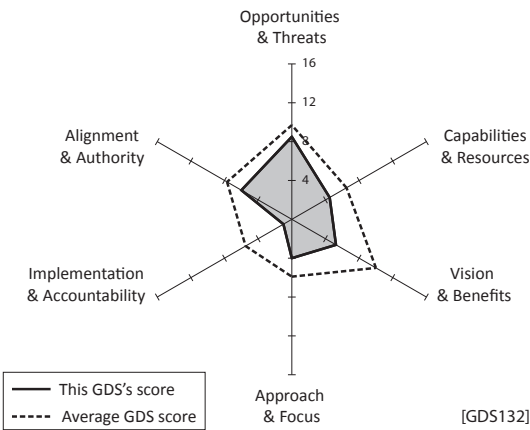 Opportunities
& Threats
16
12
8
4
Alignment
& Authority
Capabilities
& Resources
Implementation
& Accountability
Vision
& Benefits
This GDS's score
Average GDS score
Approach
& Focus
[GDS132]